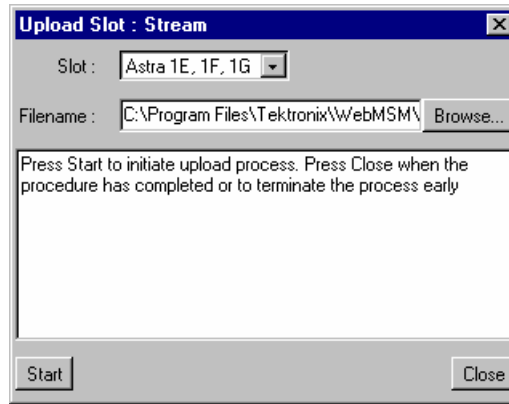 Upload Slot : Stream
Slot : Astra 1E, 1F, 1G
Filename : C:\Program Files\Tektronix\WebMSM\ Browse...
Press Start to initiate upload process. Press Close when the
procedure has completed or to terminate the process early
Start Close